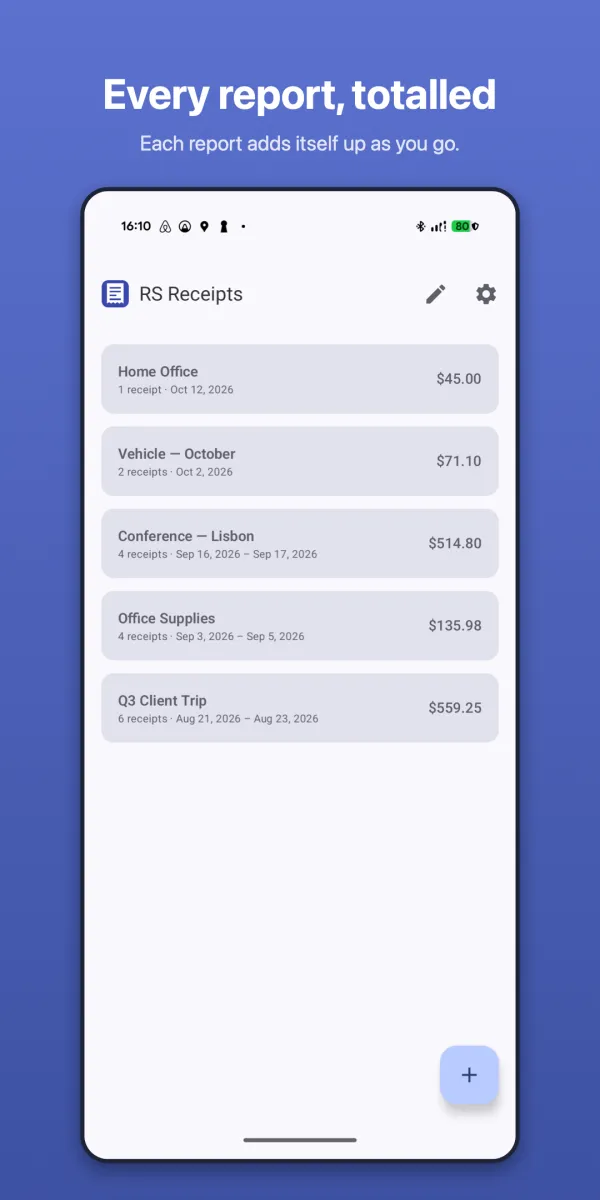 Every report, totalled
Each report adds itself up as you go.
16:10
80
RS Receipts
Home Office
1 receipt · Oct 12, 2026
$45.00
Vehicle — October
2 receipts · Oct 2, 2026
$71.10
Conference — Lisbon
4 receipts · Sep 16, 2026 – Sep 17, 2026
$514.80
Office Supplies
4 receipts · Sep 3, 2026 – Sep 5, 2026
$135.98
Q3 Client Trip
6 receipts · Aug 21, 2026 – Aug 23, 2026
$559.25
+